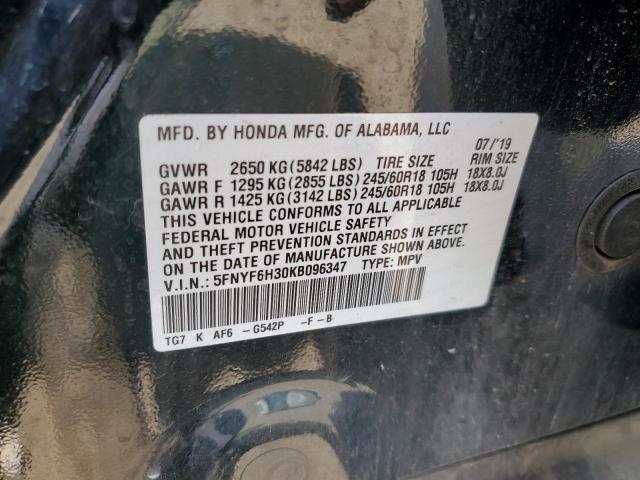 MFD. BY HONDA MFG. OF ALABAMA, LLC 07/'19
GVWR 2650 KG (5842 LBS) TIRE SIZE RIM SIZE
GAWR F 1295 KG (2855 LBS) 245/60R18 105H 18X8.0J
GAWR R 1425 KG (3142 LBS) 245/60R18 105H 18X8.0J
THIS VEHICLE CONFORMS TO ALL APPLICABLE
FEDERAL MOTOR VEHICLE SAFETY
AND THEFT PREVENTION STANDARDS IN EFFECT
ON THE DATE OF MANUFACTURE SHOWN ABOVE.
V.I.N.: 5FNYF6H30KB096347 TYPE: MPV
TG7 K AF6 -G542P -F-B